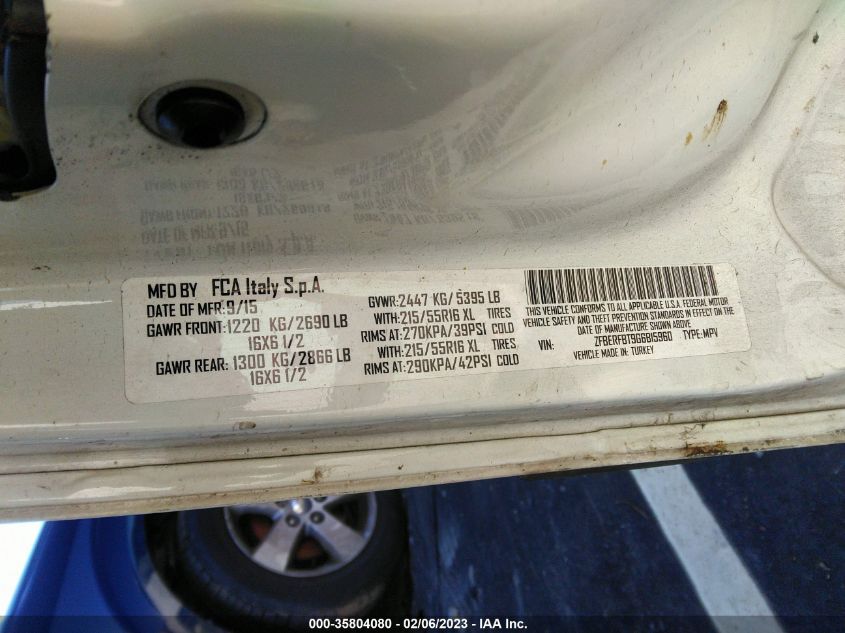 MFD BY FCA Italy S.p.A.
DATE OF MFR:9/15
GAWR FRONT:1220 KG/2690 LB
16X6 1/2
GAWR REAR: 1300 KG/2866 LB
16X6 1/2
GVWR:2447 KG/5395 LB
WITH:215/55R16 XL TIRES
RIMS AT:270KPA/39PSI COLD
WITH:215/55R16 XL TIRES
RIMS AT:290KPA/42PSI COLD
THIS VEHICLE CONFORMS TO ALL APPLICABLE U.S.A. FEDERAL MOTOR
VEHICLE SAFETY AND THEFT PREVENTION STANDARDS IN EFFECT ON THE
DATE OF MANUFACTURE SHOWN ABOVE
VIN: ZFBERFBT9G6B15960 TYPE: MPV
VEHICLE MADE IN: TURKEY
000-35804080 - 02/06/2023 - IAA Inc.